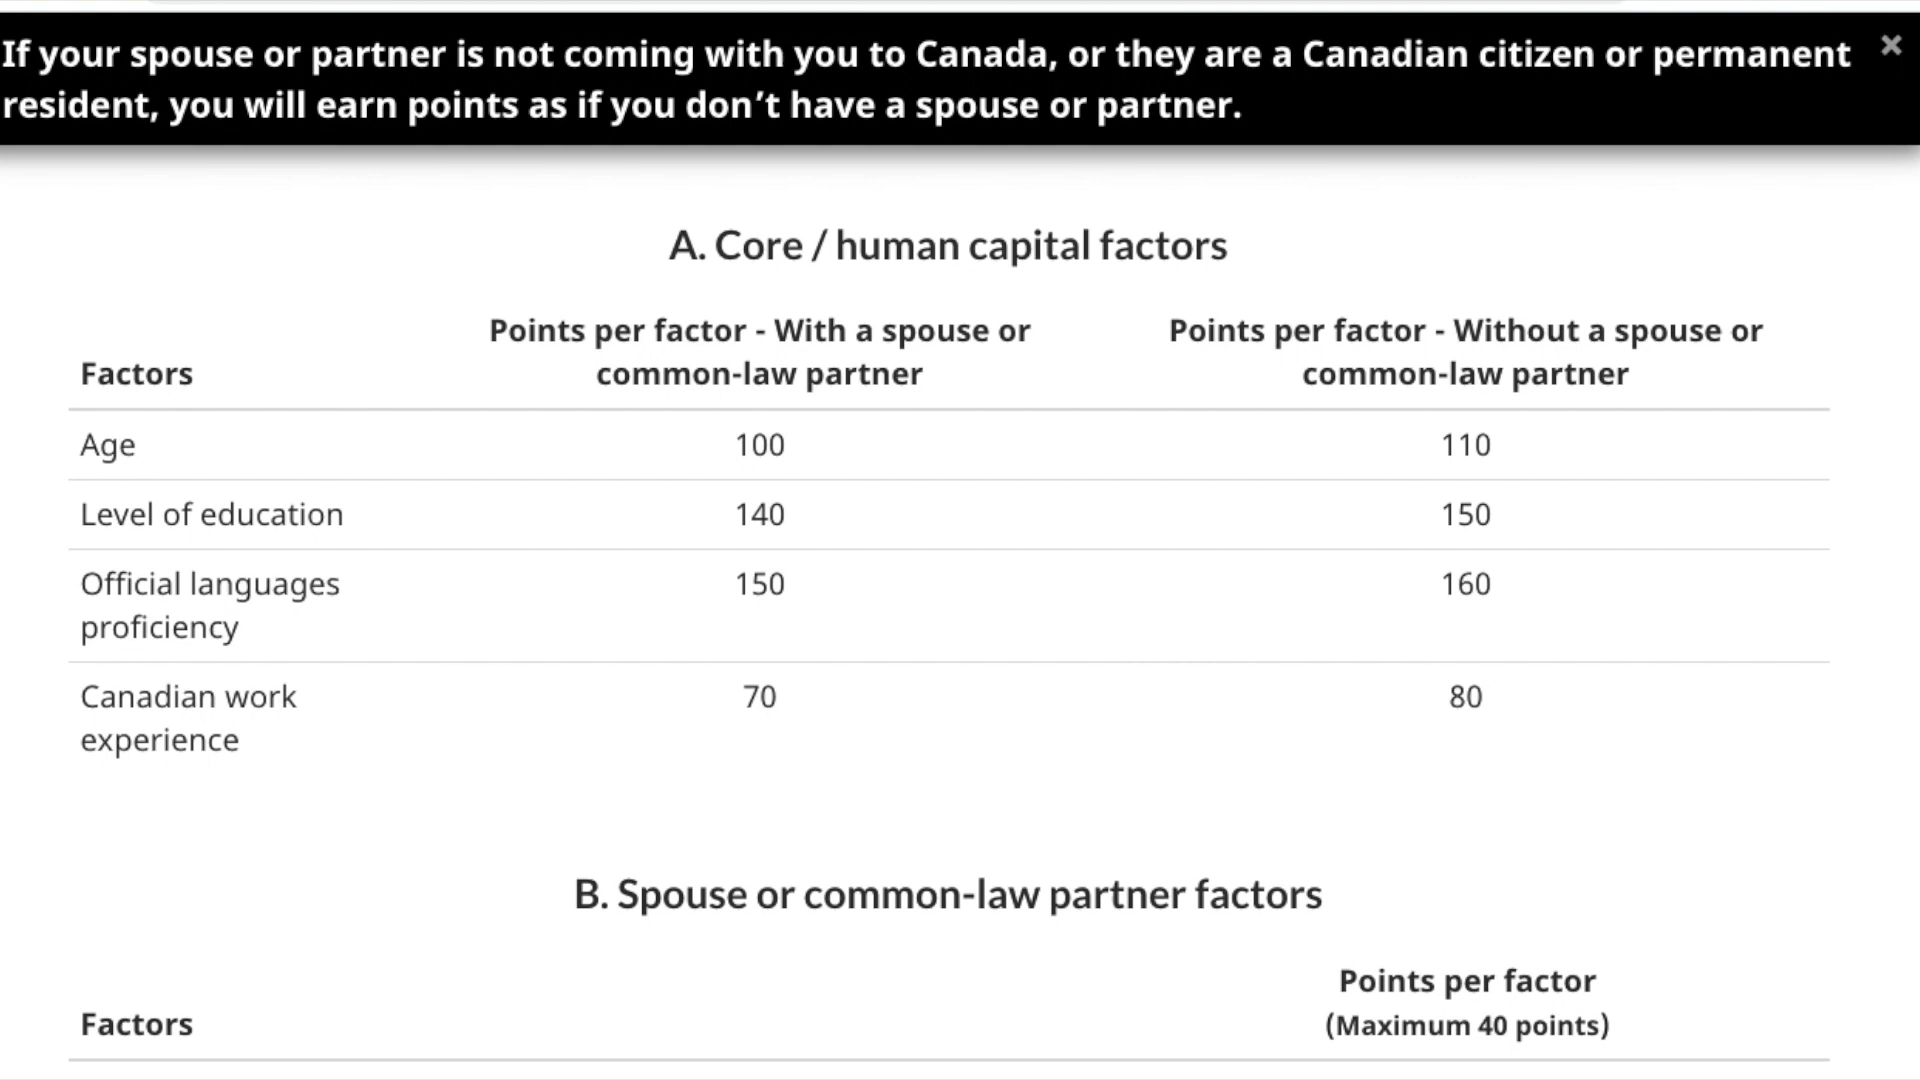 If your spouse or partner is not coming with you to Canada, or they are a Canadian citizen or permanent ×
resident, you will earn points as if you don’t have a spouse or partner.
A. Core / human capital factors
Points per factor - With a spouse or Points per factor - Without a spouse or
Factors common-law partner common-law partner
Age 100 110
Level of education 140 150
Official languages 150 160
proficiency
Canadian work 70 80
experience
B. Spouse or common-law partner factors
Points per factor
Factors (Maximum 40 points)